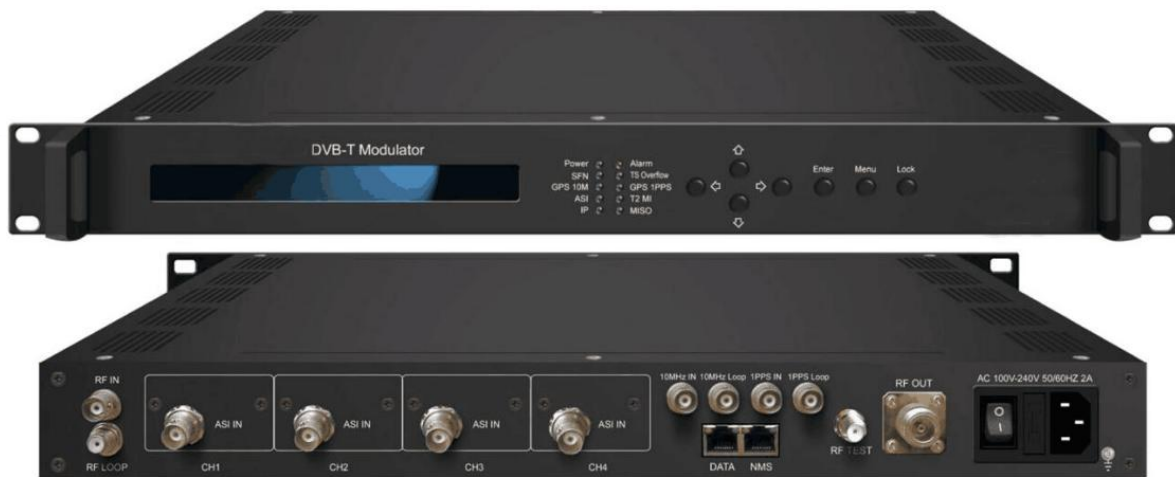 DVB-T Modulator
Power Alarm
SFN TS Overflow
GPS 10M GPS 1PPS
ASI T2 MI
IP MISO
Enter Menu Lock
RF IN
RF LOOP
ASI IN
CH1
ASI IN
CH2
ASI IN
CH3
ASI IN
CH4
10MHz IN 10MHz Loop 1PPS IN 1PPS Loop
DATA NMS
RF TEST
RF OUT
AC 100V-240V 50/60HZ 2A
O
I